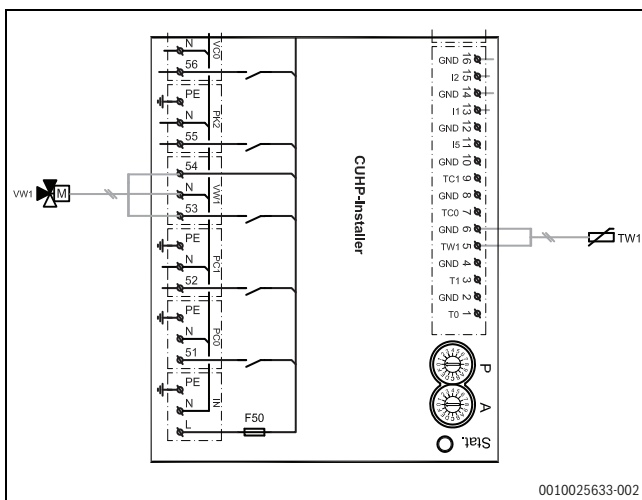 N
VC0
56
PE
N
PK2
55
54
N
VW1
53
PE
N
PC1
52
PE
N
PC0
51
PE
N
IN
L
F50
VW1
M
CUHP-Installer
GND 16
I2 15
GND 14
I1 13
GND 12
I5 11
GND 10
TC1 9
GND 8
TC0 7
GND 6
TW1 5
GND 4
T1 3
GND 2
T0 1
TW1
P
A
Stat.
0010025633-002